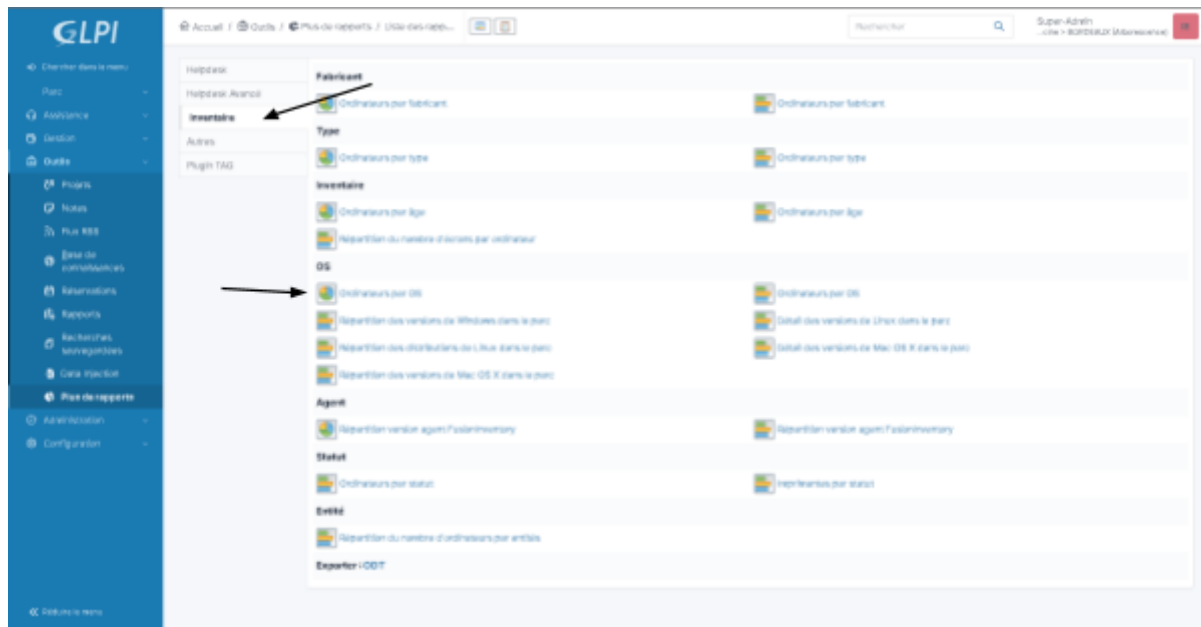 GLPI
Accueil / Outils / Plus de rapports / Liste des rapp...
Rechercher
Super-Admin
BORDEAUX (Arborescence)
Chercher dans le menu
Parc
Assistance
Gestion
Outils
Projets
Notes
Flux RSS
Base de connaissances
Réservations
Rapports
Recherches sauvegardées
Data Injection
Plus de rapports
Administration
Configuration
Réduire le menu
Helpdesk
Helpdesk Avancé
Inventaire
Autres
Plugin TAG
Fabricant
Ordinateurs par fabricant
Ordinateurs par fabricant
Type
Ordinateurs par type
Ordinateurs par type
Inventaire
Ordinateurs par âge
Ordinateurs par âge
Répartition du nombre d'écrans par ordinateur
OS
Ordinateurs par OS
Ordinateurs par OS
Répartition des versions de Windows dans le parc
Détail des versions de Linux dans le parc
Répartition des distributions de Linux dans le parc
Détail des versions de Mac OS X dans le parc
Répartition des versions de Mac OS X dans le parc
Agent
Répartition version agent FusionInventory
Répartition version agent FusionInventory
Statut
Ordinateurs par statut
Imprimantes par statut
Entité
Répartition du nombre d'ordinateurs par entités
Exporter : ODT